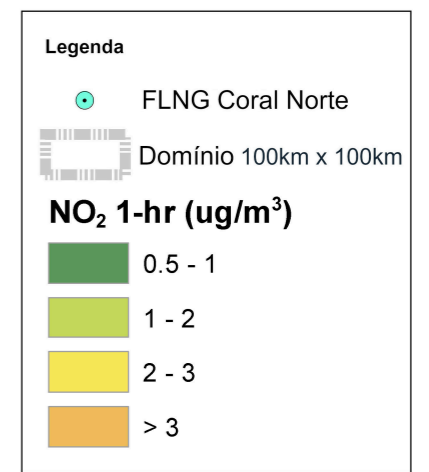 Legenda
FLNG Coral Norte
Domínio 100km x 100km
NO₂ 1-hr (ug/m³)
0.5 - 1
1 - 2
2 - 3
> 3